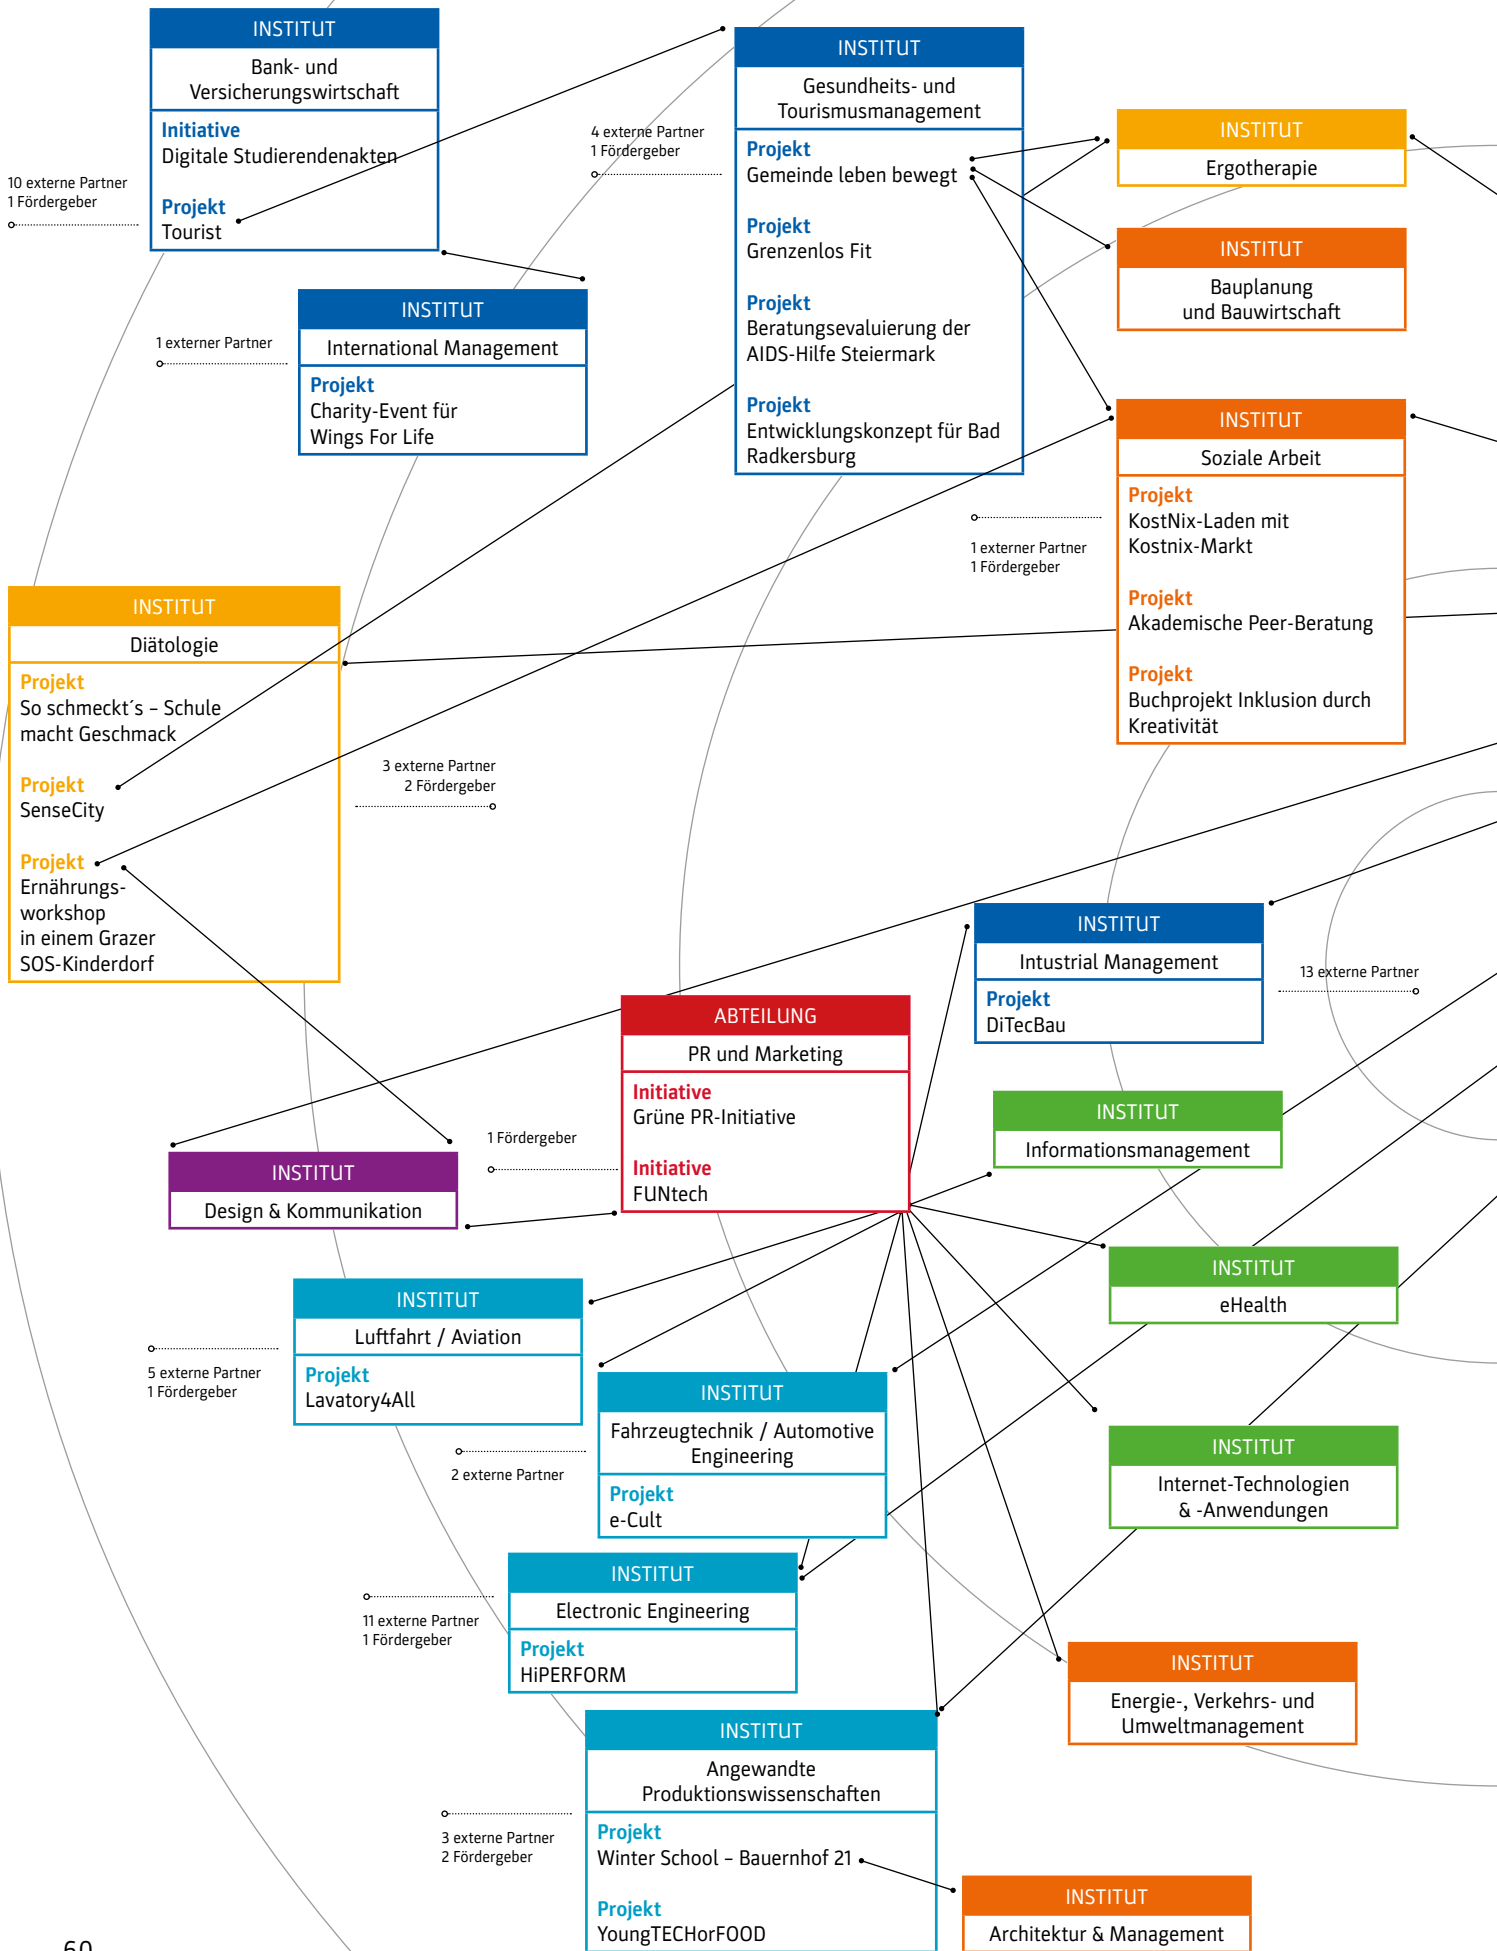 INSTITUT
Bank- und
Versicherungswirtschaft
Initiative
Digitale Studierendenakten
Projekt
Tourist
10 externe Partner
1 Fördergeber
INSTITUT
International Management
Projekt
Charity-Event für
Wings For Life
1 externer Partner
INSTITUT
Gesundheits- und
Tourismusmanagement
Projekt
Gemeinde leben bewegt
Projekt
Grenzenlos Fit
Projekt
Beratungsevaluierung der
AIDS-Hilfe Steiermark
Projekt
Entwicklungskonzept für Bad
Radkersburg
4 externe Partner
1 Fördergeber
INSTITUT
Ergotherapie
INSTITUT
Bauplanung
und Bauwirtschaft
INSTITUT
Soziale Arbeit
Projekt
KostNix-Laden mit
Kostnix-Markt
Projekt
Akademische Peer-Beratung
Projekt
Buchprojekt Inklusion durch
Kreativität
1 externer Partner
1 Fördergeber
INSTITUT
Diätologie
Projekt
So schmeckt´s – Schule
macht Geschmack
Projekt
SenseCity
Projekt
Ernährungs-
workshop
in einem Grazer
SOS-Kinderdorf
3 externe Partner
2 Fördergeber
INSTITUT
Intustrial Management
Projekt
DiTecBau
13 externe Partner
ABTEILUNG
PR und Marketing
Initiative
Grüne PR-Initiative
Initiative
FUNtech
1 Fördergeber
INSTITUT
Informationsmanagement
INSTITUT
Design & Kommunikation
INSTITUT
eHealth
INSTITUT
Luftfahrt / Aviation
Projekt
Lavatory4All
5 externe Partner
1 Fördergeber
INSTITUT
Fahrzeugtechnik / Automotive
Engineering
Projekt
e-Cult
2 externe Partner
INSTITUT
Internet-Technologien
& -Anwendungen
INSTITUT
Electronic Engineering
Projekt
HiPERFORM
11 externe Partner
1 Fördergeber
INSTITUT
Energie-, Verkehrs- und
Umweltmanagement
INSTITUT
Angewandte
Produktionswissenschaften
Projekt
Winter School – Bauernhof 21
Projekt
YoungTECHorFOOD
3 externe Partner
2 Fördergeber
INSTITUT
Architektur & Management
60